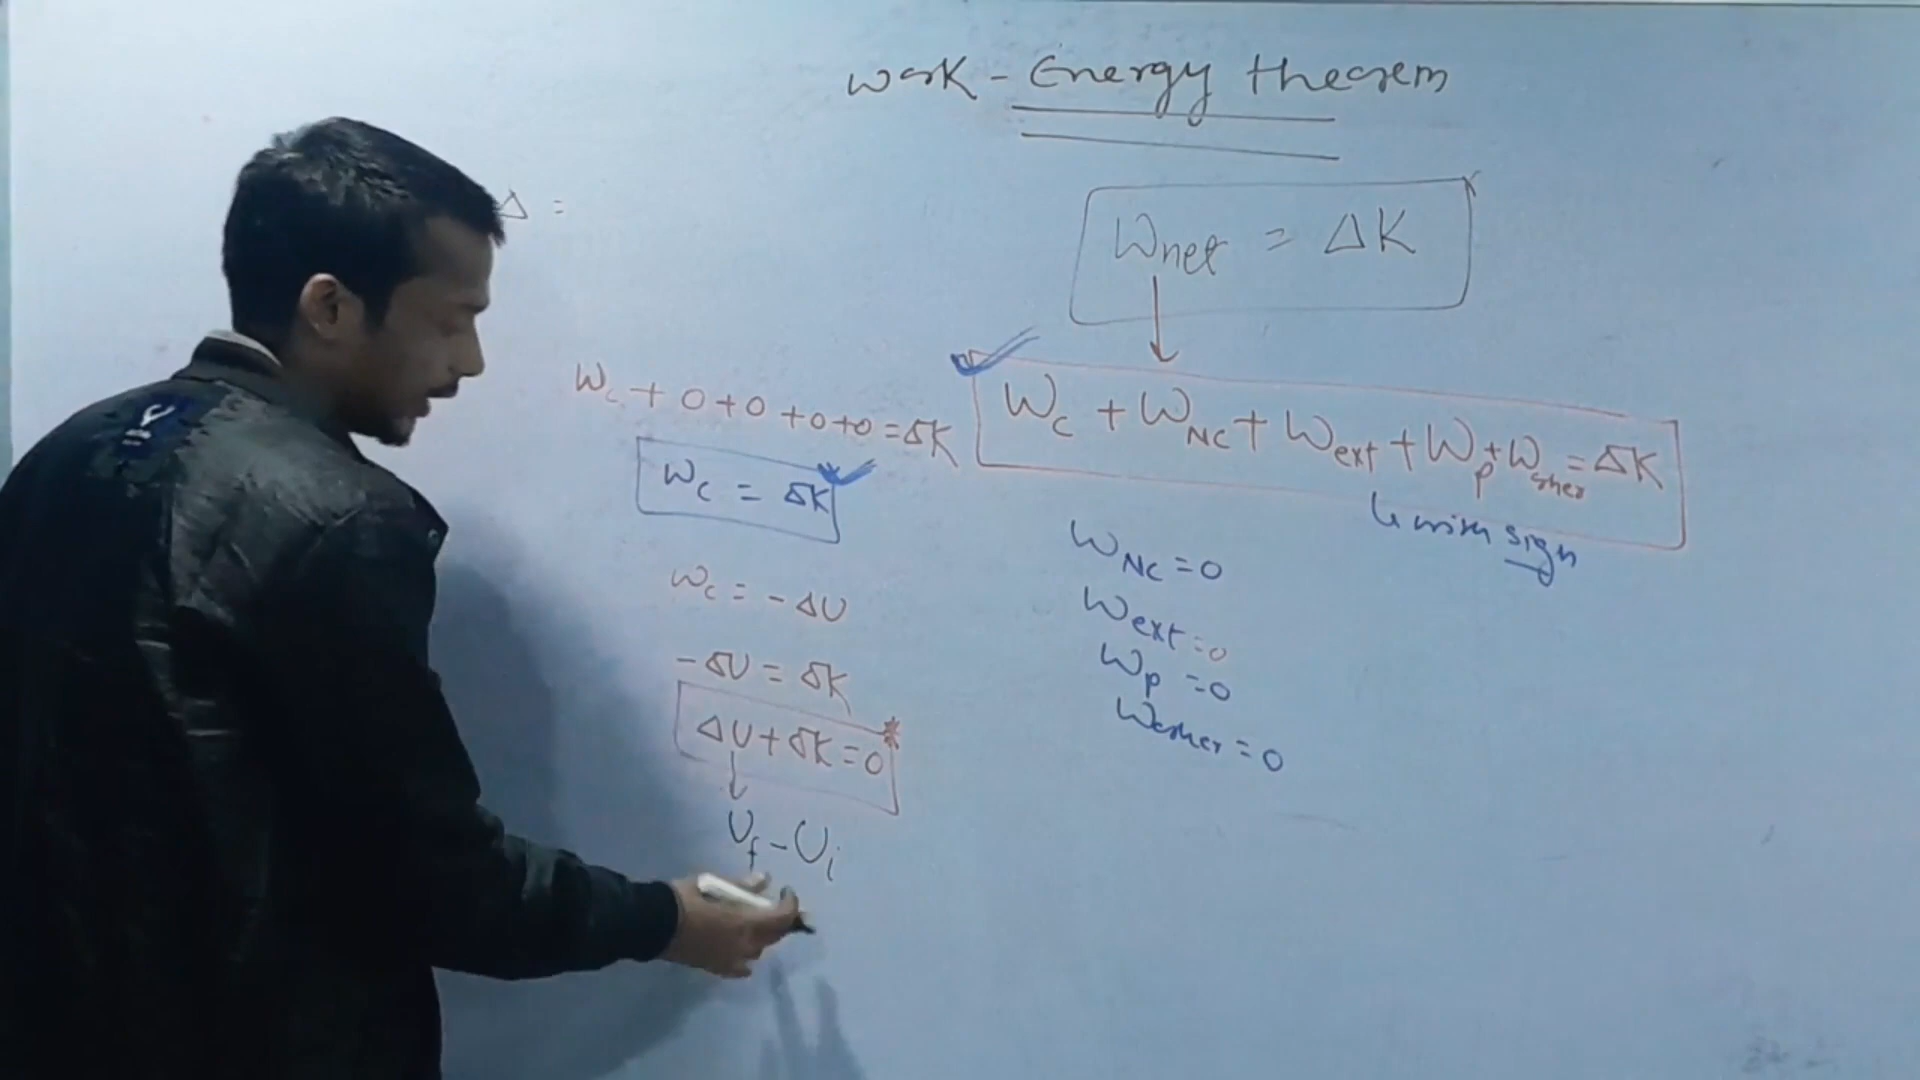 Work - Energy theorem
Δ =
Wnet = ΔK
Wc + WNC + Wext + Wp + Wother = ΔK
↳ with sign
Wc + 0 + 0 + 0 + 0 = ΔK
Wc = ΔK
Wc = - ΔU
- ΔU = ΔK
ΔU + ΔK = 0
Uf - Ui
WNC = 0
Wext = 0
Wp = 0
Wother = 0